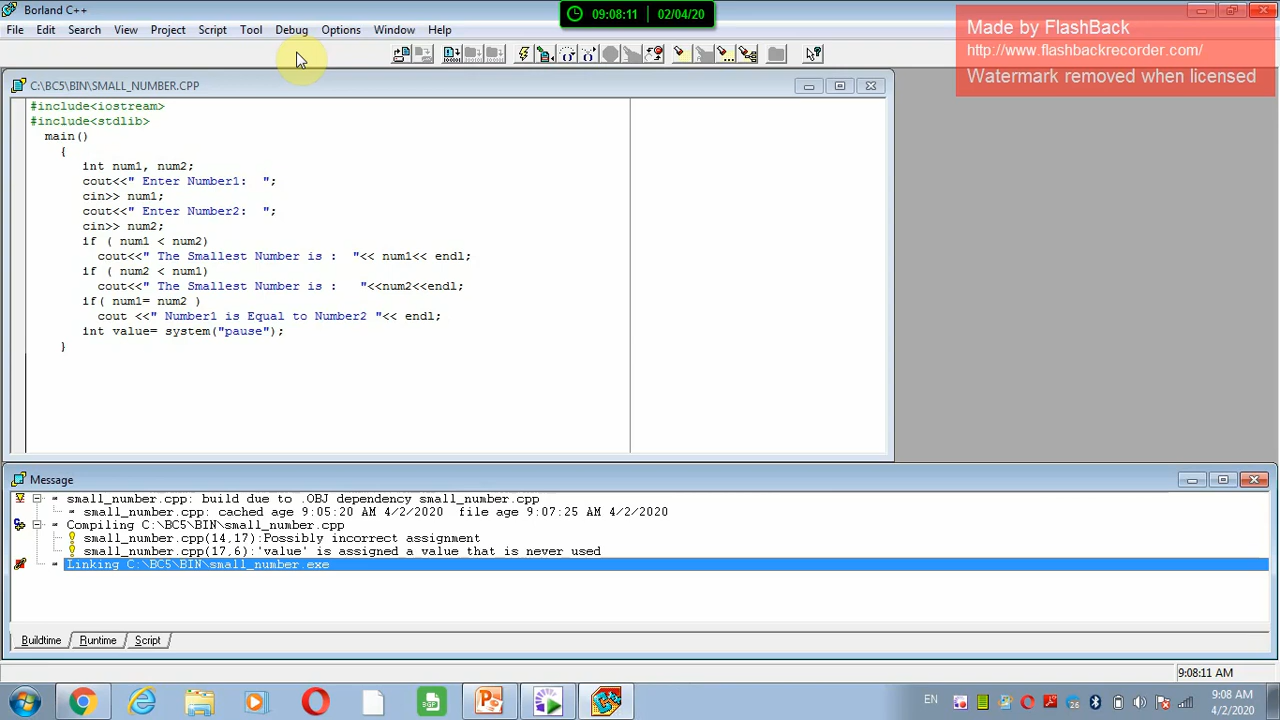 Borland C++
09:08:11 | 02/04/20
File Edit Search View Project Script Tool Debug Options Window Help
Made by FlashBack
http://www.flashbackrecorder.com/
Watermark removed when licensed
C:\BC5\BIN\SMALL_NUMBER.CPP
#include<iostream>
#include<stdlib>
main()
{
int num1, num2;
cout<<" Enter Number1:  ";
cin>> num1;
cout<<" Enter Number2:  ";
cin>> num2;
if ( num1 < num2)
cout<<" The Smallest Number is :  "<< num1<< endl;
if ( num2 < num1)
cout<<" The Smallest Number is :   "<<num2<<endl;
if( num1= num2 )
cout <<" Number1 is Equal to Number2 "<< endl;
int value= system("pause");
}
Message
small_number.cpp: build due to .OBJ dependency small_number.cpp
small_number.cpp: cached age 9:05:20 AM 4/2/2020  file age 9:07:25 AM 4/2/2020
Compiling C:\BC5\BIN\small_number.cpp
small_number.cpp(14,17):Possibly incorrect assignment
small_number.cpp(17,6):'value' is assigned a value that is never used
Linking C:\BC5\BIN\small_number.exe
Buildtime Runtime Script
9:08:11 AM
BGP
EN
26
9:08 AM
4/2/2020